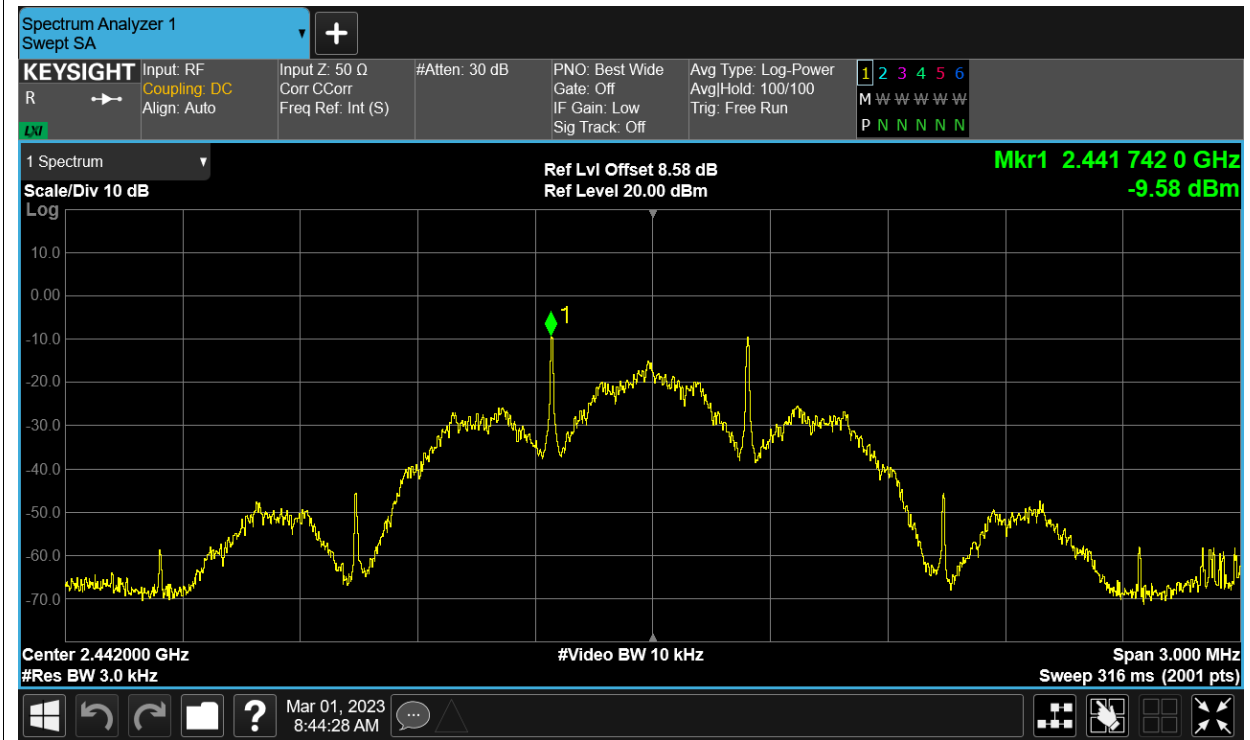 Spectrum Analyzer 1
Swept SA
KEYSIGHT
R
LXI
Input: RF
Coupling: DC
Align: Auto
Input Z: 50 Ω
Corr CCorr
Freq Ref: Int (S)
#Atten: 30 dB
PNO: Best Wide
Gate: Off
IF Gain: Low
Sig Track: Off
Avg Type: Log-Power
Avg|Hold: 100/100
Trig: Free Run
1 2 3 4 5 6
M W W W W W
P N N N N N
1 Spectrum
Scale/Div 10 dB
Log
Ref Lvl Offset 8.58 dB
Ref Level 20.00 dBm
Mkr1 2.441 742 0 GHz
-9.58 dBm
1
10.0
0.00
-10.0
-20.0
-30.0
-40.0
-50.0
-60.0
-70.0
Center 2.442000 GHz
#Video BW 10 kHz
Span 3.000 MHz
#Res BW 3.0 kHz
Sweep 316 ms (2001 pts)
?
Mar 01, 2023
8:44:28 AM